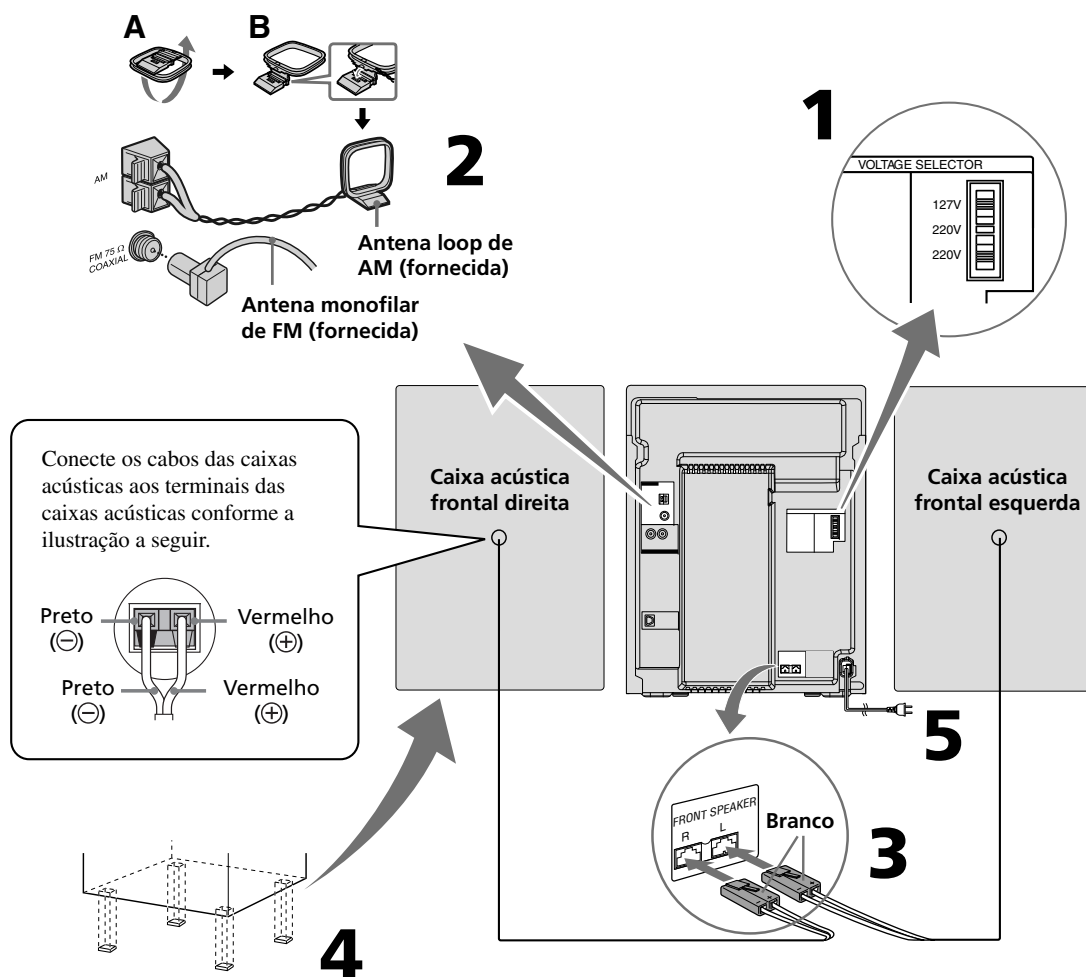 A
B
2
AM
Antena loop de
AM (fornecida)
FM 75 Ω
COAXIAL
Antena monofilar
de FM (fornecida)
1
VOLTAGE SELECTOR
127V
220V
220V
Conecte os cabos das caixas
acústicas aos terminais das
caixas acústicas conforme a
ilustração a seguir.
Preto
(⊖)
Vermelho
(⊕)
Preto
(⊖)
Vermelho
(⊕)
Caixa acústica
frontal direita
Caixa acústica
frontal esquerda
5
FRONT SPEAKER
R
L
Branco
3
4